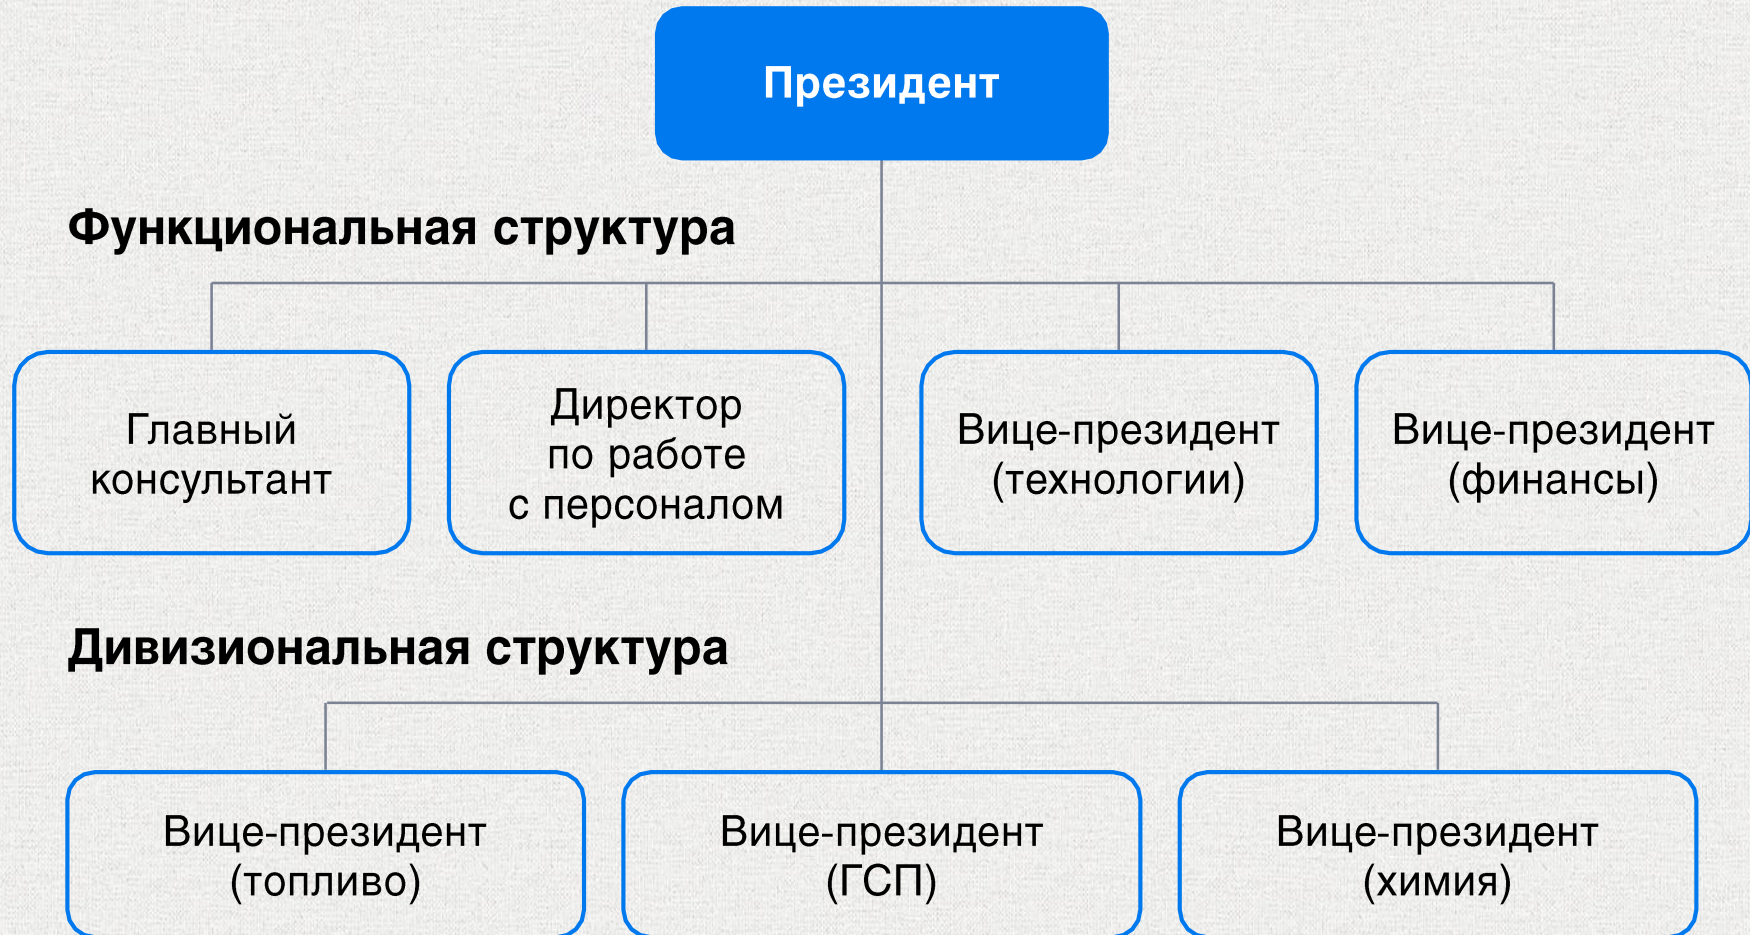 Президент
Функциональная структура
Главный
консультант
Директор
по работе
с персоналом
Вице-президент
(технологии)
Вице-президент
(финансы)
Дивизиональная структура
Вице-президент
(топливо)
Вице-президент
(ГСП)
Вице-президент
(химия)